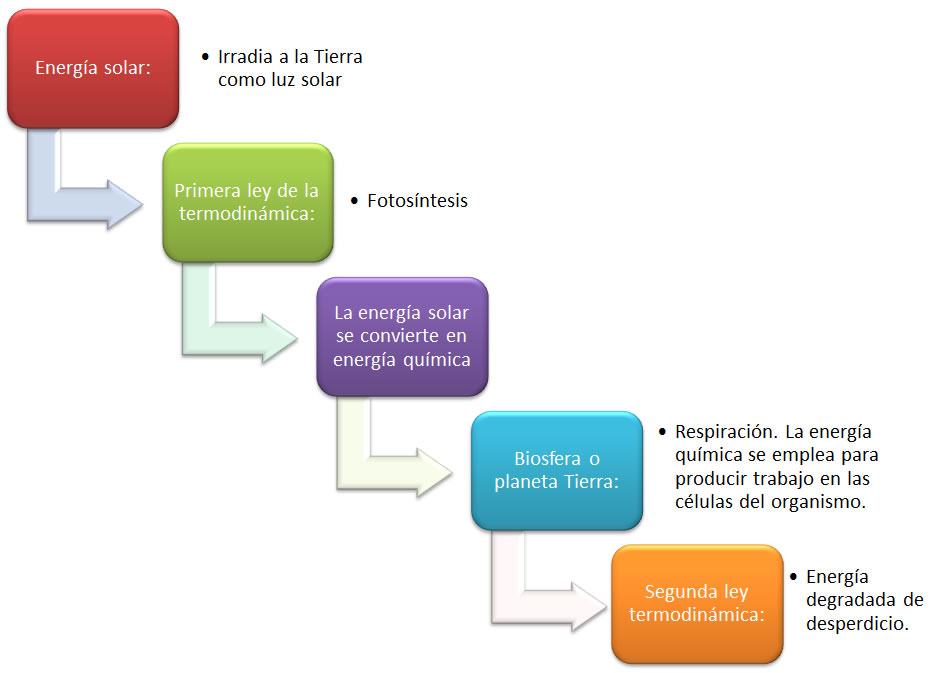 Energía solar:
• Irradia a la Tierra
como luz solar
Primera ley de la
termodinámica:
• Fotosíntesis
La energía solar
se convierte en
energía química
Biosfera o
planeta Tierra:
• Respiración. La energía
química se emplea para
producir trabajo en las
células del organismo.
Segunda ley
termodinámica:
• Energía
degradada de
desperdicio.